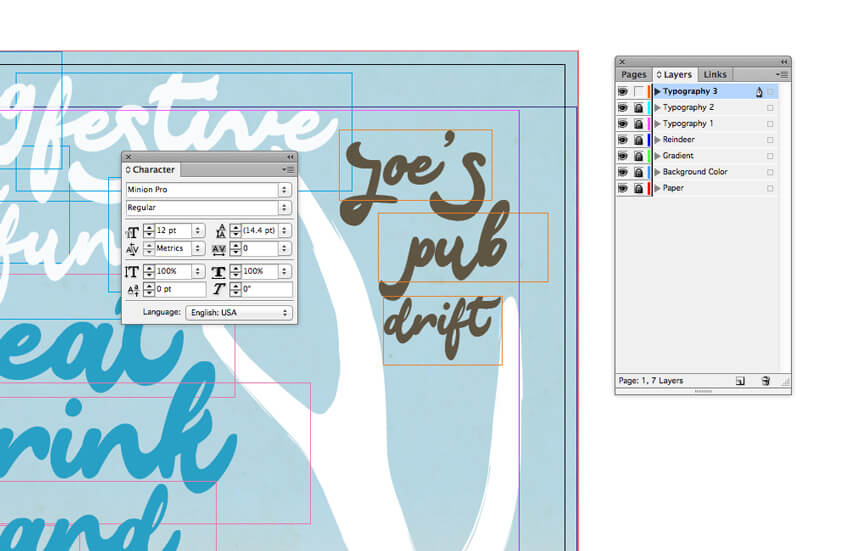 gfestive
fun
eat
rink
and
Joe's
pub
drift
Character
Minion Pro
Regular
12 pt
(14.4 pt)
Metrics
0
100%
100%
0 pt
0°
Language: English: USA
Pages Layers Links
Typography 3
Typography 2
Typography 1
Reindeer
Gradient
Background Color
Paper
Page: 1, 7 Layers